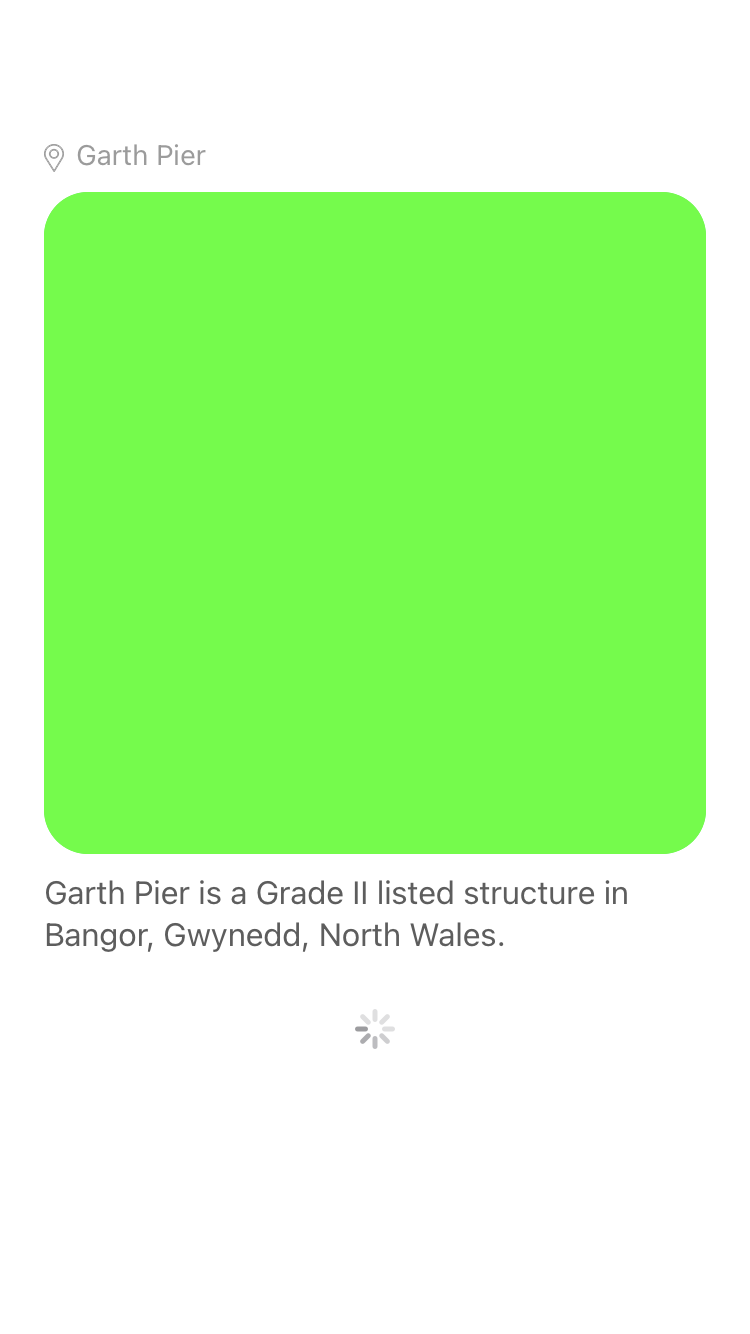 Garth Pier
Garth Pier is a Grade II listed structure in
Bangor, Gwynedd, North Wales.